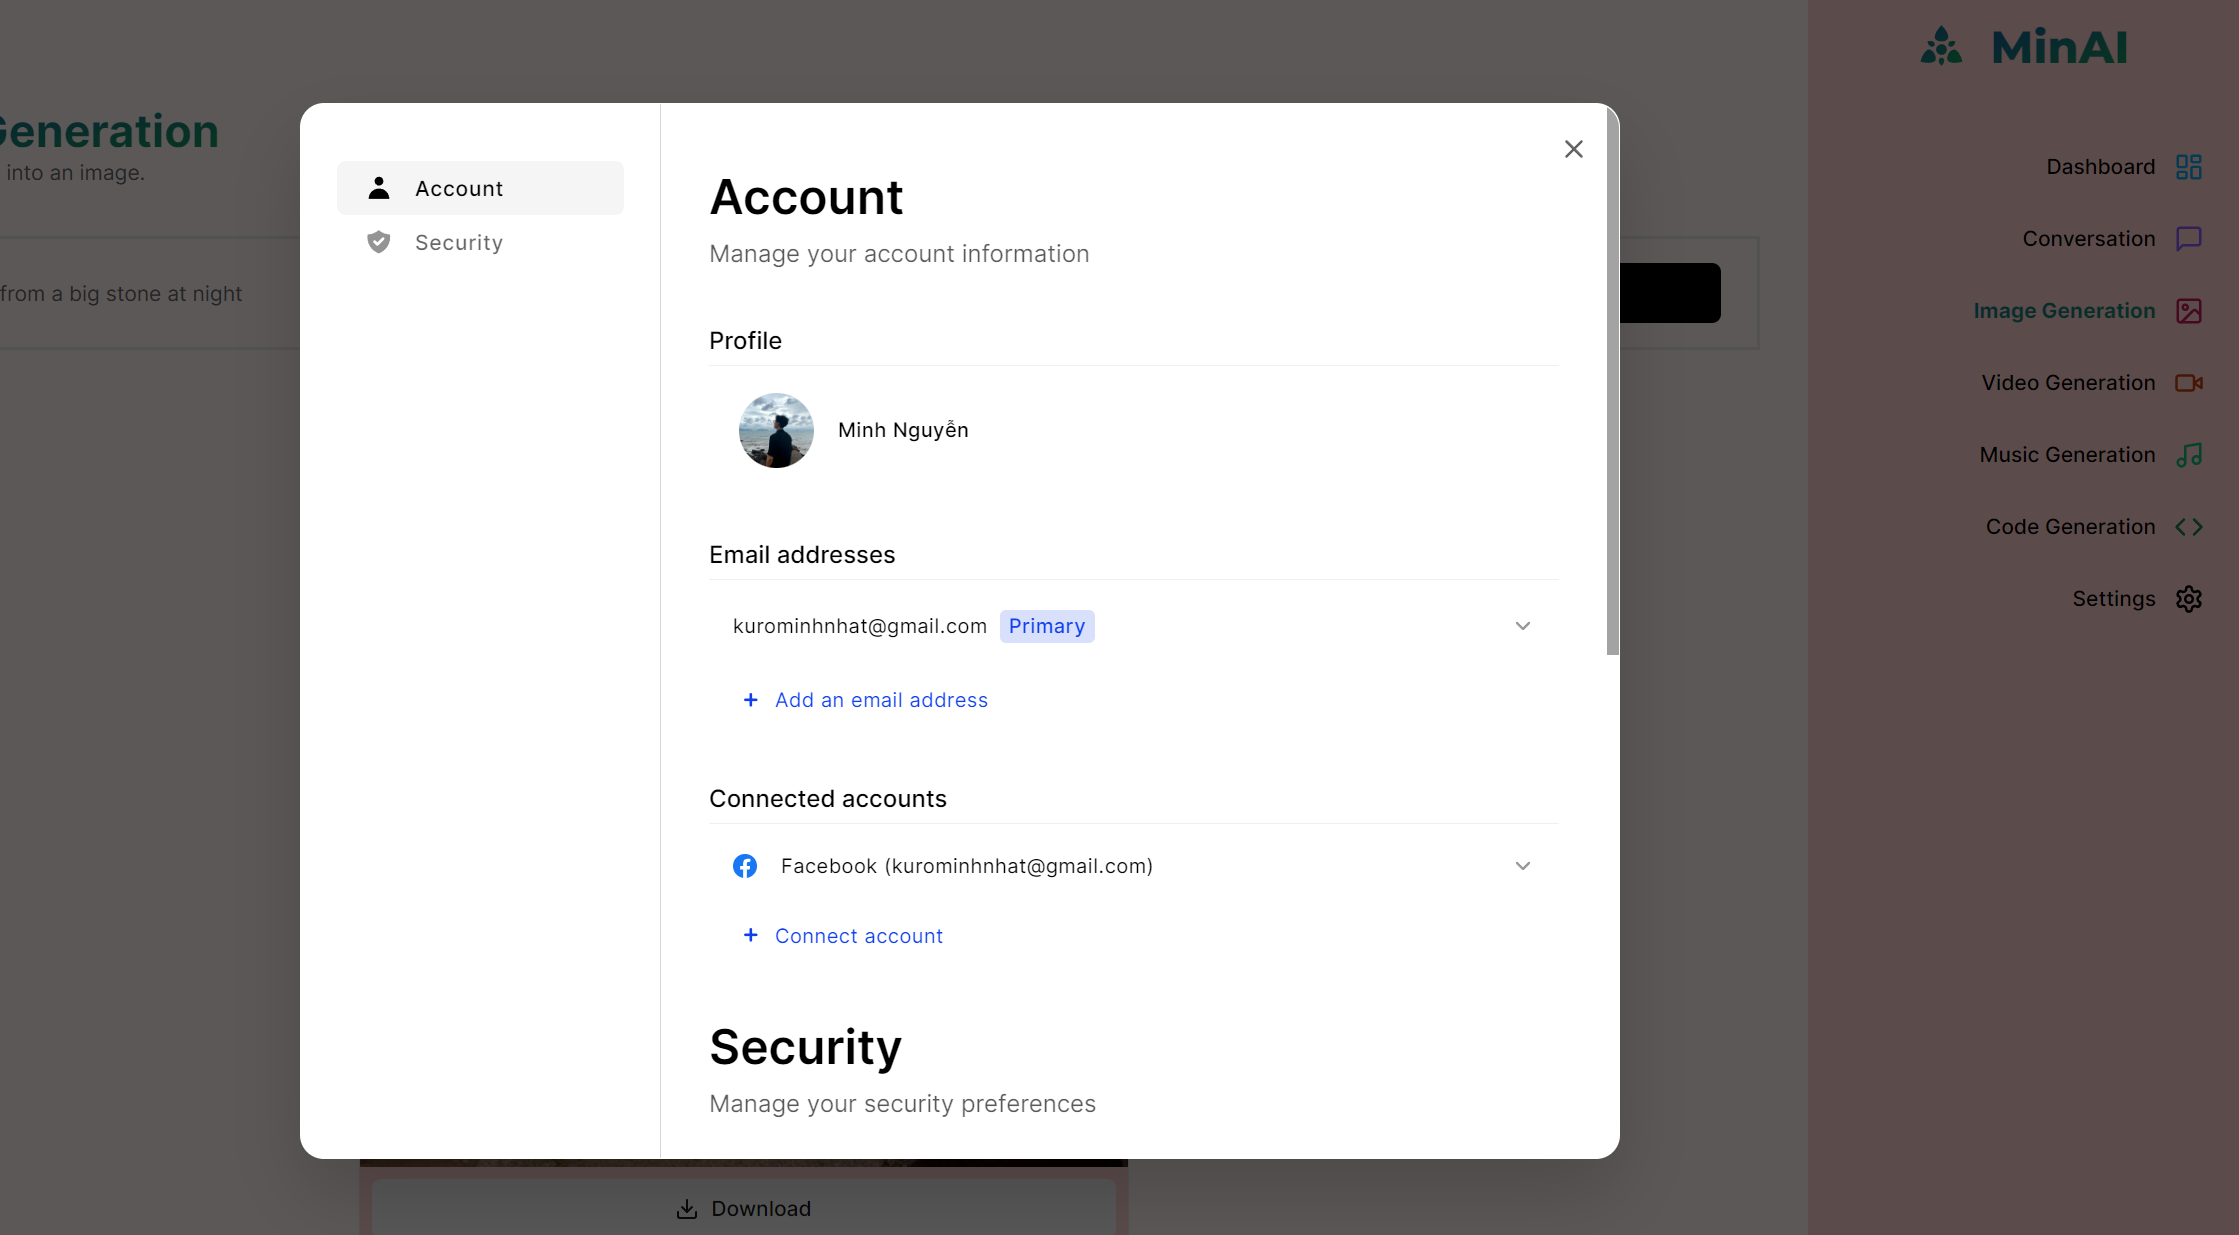 Generation
into an image.
from a big stone at night
Account
Security
Account
Manage your account information
Profile
Minh Nguyễn
Email addresses
kurominhnhat@gmail.com Primary
+ Add an email address
Connected accounts
Facebook (kurominhnhat@gmail.com)
+ Connect account
Security
Manage your security preferences
Download
MinAI
Dashboard
Conversation
Image Generation
Video Generation
Music Generation
Code Generation
Settings